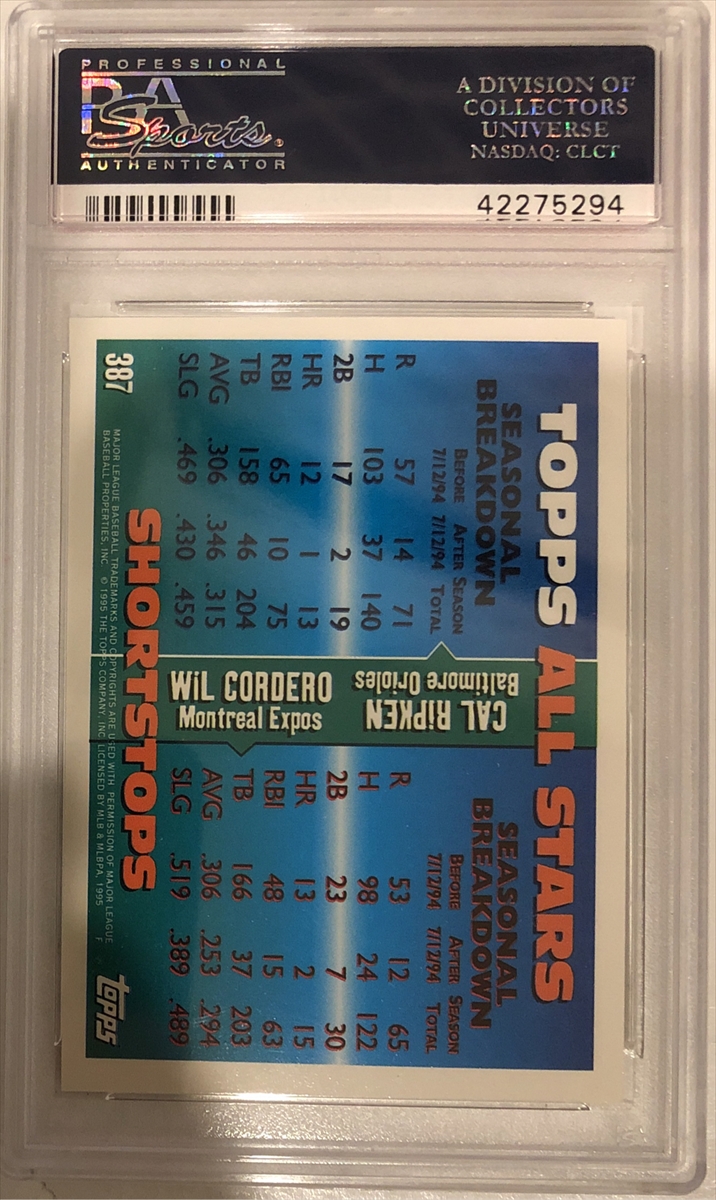 PROFESSIONAL
PSA
Sports
AUTHENTICATOR
A DIVISION OF
COLLECTORS
UNIVERSE
NASDAQ: CLCT
42275294
TOPPS ALL STARS
SEASONAL
BREAKDOWN
BEFORE AFTER SEASON
7/12/94 7/12/94 TOTAL
R 57 14 71
H 103 37 140
2B 17 2 19
HR 12 1 13
RBI 65 10 75
TB 158 46 204
AVG .306 .346 .315
SLG .469 .430 .459
CAL RiPKEN
Baltimore Orioles
WiL CORDERO
Montreal Expos
SEASONAL
BREAKDOWN
BEFORE AFTER SEASON
7/12/94 7/12/94 TOTAL
R 53 12 65
H 98 24 122
2B 23 7 30
HR 13 2 15
RBI 48 15 63
TB 166 37 203
AVG .306 .253 .294
SLG .519 .389 .489
SHORTSTOPS
387
MAJOR LEAGUE BASEBALL TRADEMARKS AND COPYRIGHTS ARE USED WITH PERMISSION OF MAJOR LEAGUE
BASEBALL PROPERTIES, INC. © 1995 THE TOPPS COMPANY, INC. LICENSED BY MLB & MLBPA, 1995 F
topps